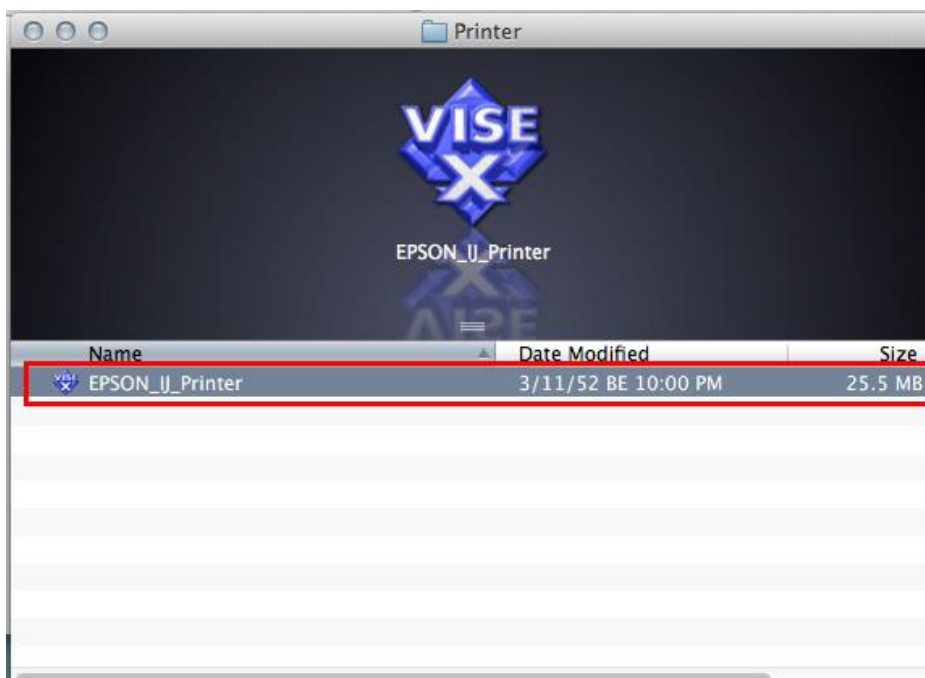 Printer
VISE
X
EPSON_IJ_Printer
Name Date Modified Size
EPSON_IJ_Printer 3/11/52 BE 10:00 PM 25.5 MB